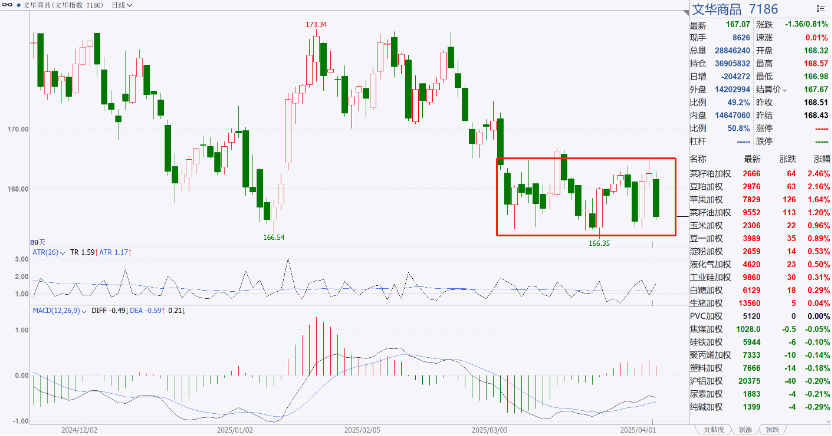 文华商品(文华指数 7186) 日线
173.34
170.00
168.00
166.54
166.35
89天
ATR(26) TR 1.59↑ATR 1.17↑
3.00
2.00
1.00
MACD(12,26,9) DIFF -0.49↓DEA -0.59↑ 0.21↓
1.00
0.00
-1.00
2024/12/02 2025/01/02 2025/02/05 2025/03/03 2025/04/01
文华商品 7186
最新 167.07 涨跌 -1.36/0.81%
现手 8626 速涨 0.01%
总量 28846240 开盘 168.32
持仓 36905832 最高 168.57
日增 -204272 最低 166.98
外盘 14202994 结算价 167.67
比例 49.2% 昨收 168.51
内盘 14647060 昨结 168.43
比例 50.8% 涨停 -----
杠杆 ----- 跌停 -----
名称 最新 涨跌 涨幅
菜籽粕加权 2666 64 2.46%
豆粕加权 2976 63 2.16%
苹果加权 7829 126 1.64%
菜籽油加权 9552 113 1.20%
玉米加权 2306 22 0.96%
豆一加权 3989 35 0.89%
淀粉加权 2659 14 0.53%
液化气加权 4620 23 0.50%
工业硅加权 9860 30 0.31%
白糖加权 6129 18 0.29%
生猪加权 13560 5 0.04%
PVC加权 5120 0 0.00%
焦煤加权 1028.0 -0.5 -0.05%
硅铁加权 5944 -6 -0.10%
聚丙烯加权 7333 -10 -0.14%
塑料加权 7666 -14 -0.18%
沪铝加权 20375 -40 -0.20%
尿素加权 1883 -4 -0.21%
纯碱加权 1399 -4 -0.29%
贡献度 领涨 领跌